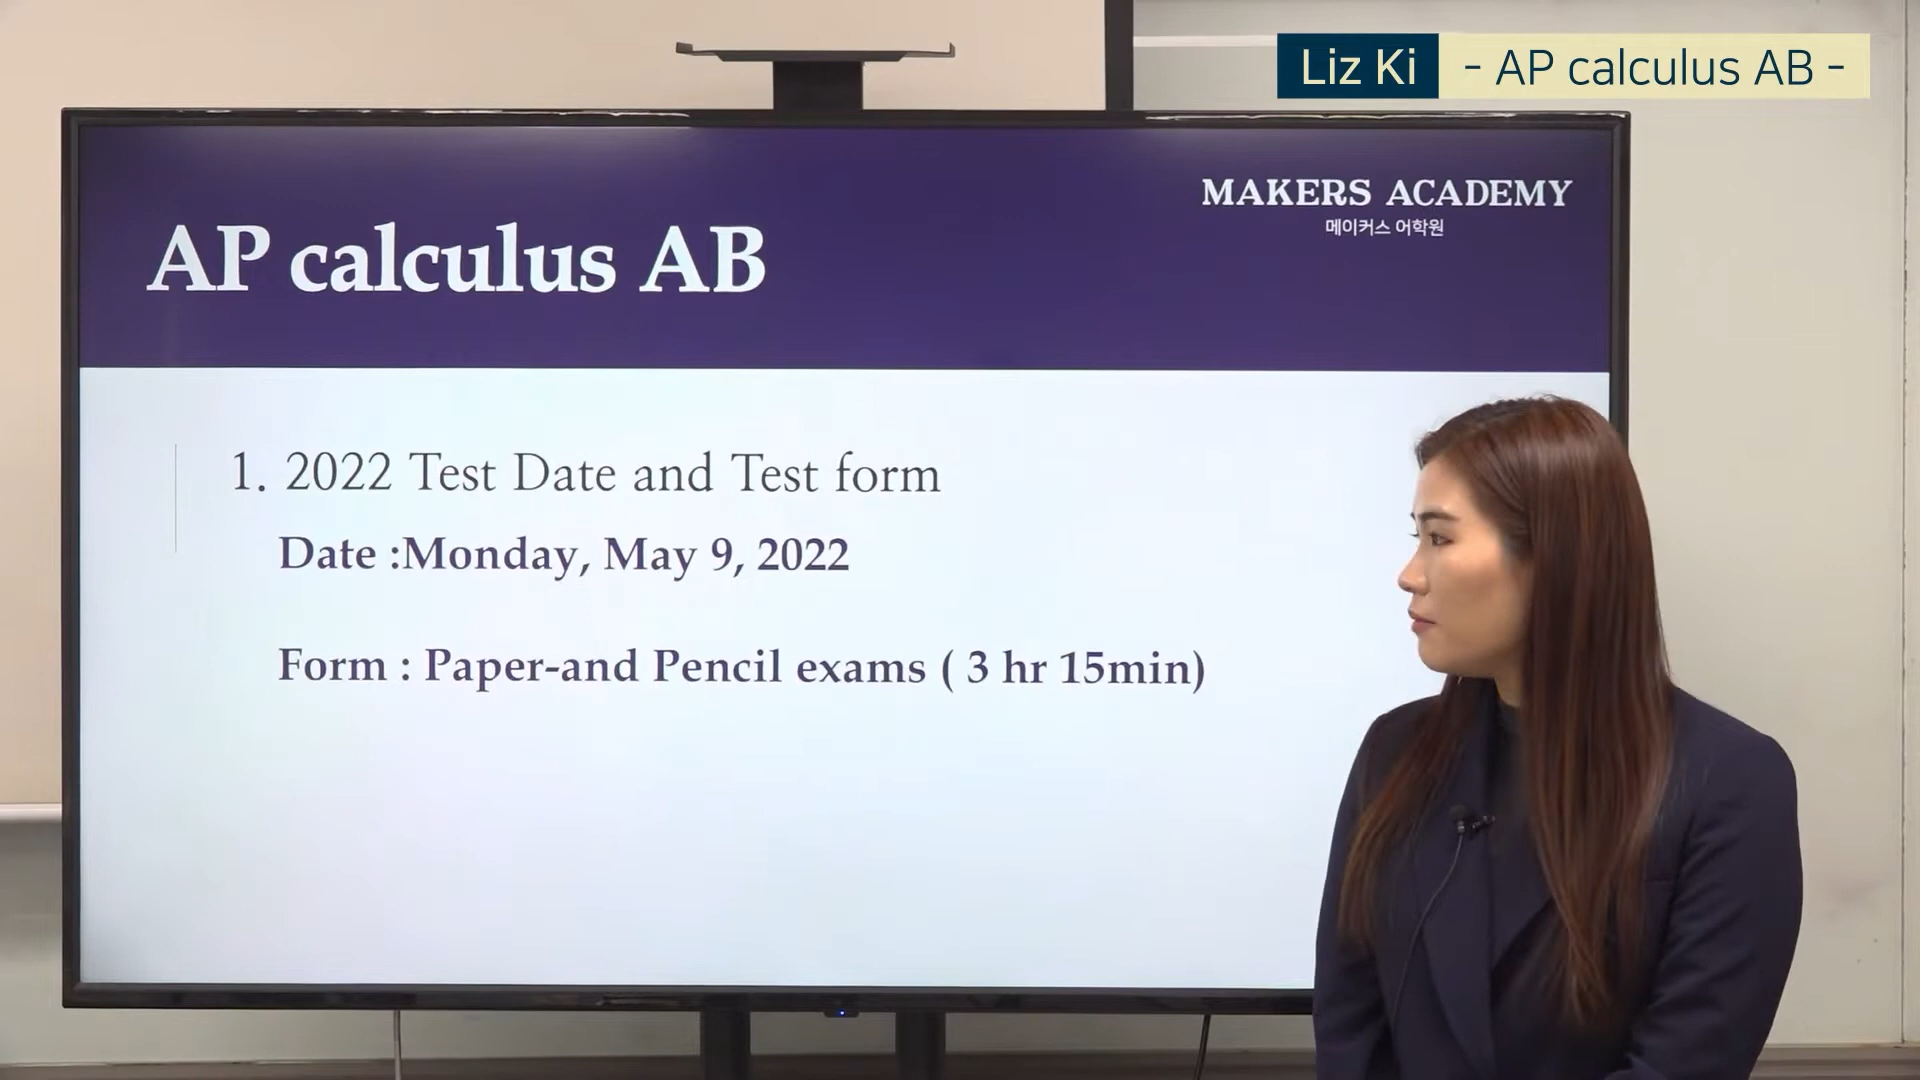 Liz Ki - AP calculus AB -
MAKERS ACADEMY
메이커스 어학원
AP calculus AB
1. 2022 Test Date and Test form
Date :Monday, May 9, 2022
Form : Paper-and Pencil exams ( 3 hr 15min)